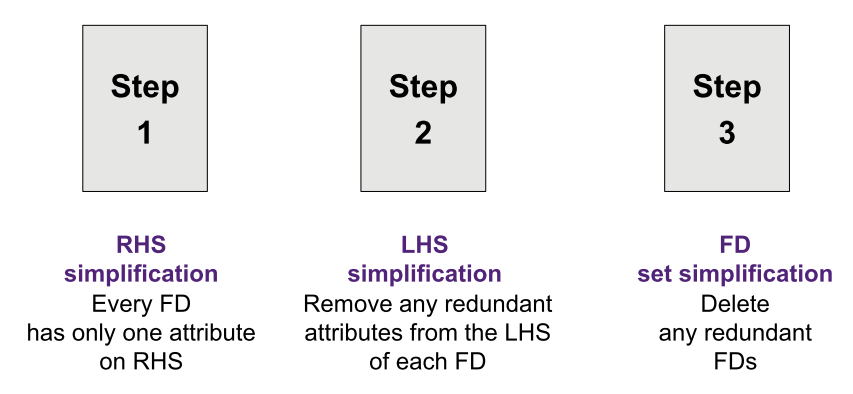 Step
1
Step
2
Step
3
RHS
simplification
Every FD
has only one attribute
on RHS
LHS
simplification
Remove any redundant
attributes from the LHS
of each FD
FD
set simplification
Delete
any redundant
FDs